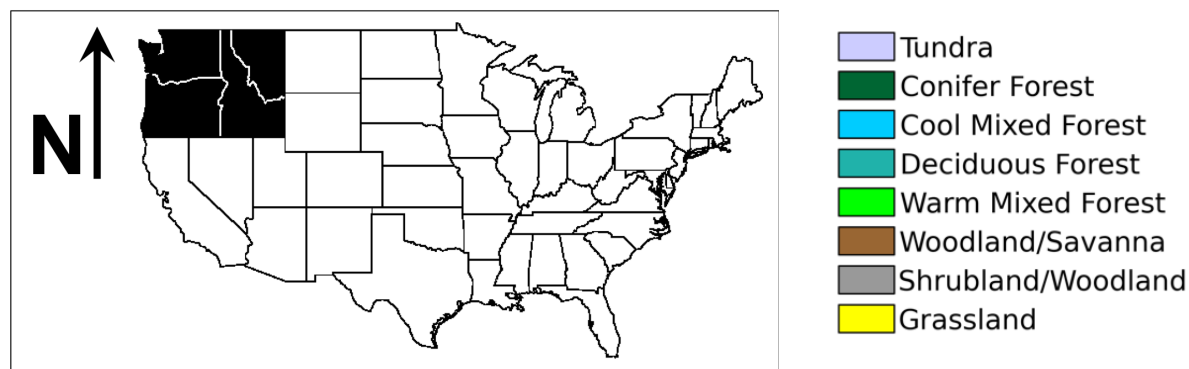 N
Tundra
Conifer Forest
Cool Mixed Forest
Deciduous Forest
Warm Mixed Forest
Woodland/Savanna
Shrubland/Woodland
Grassland